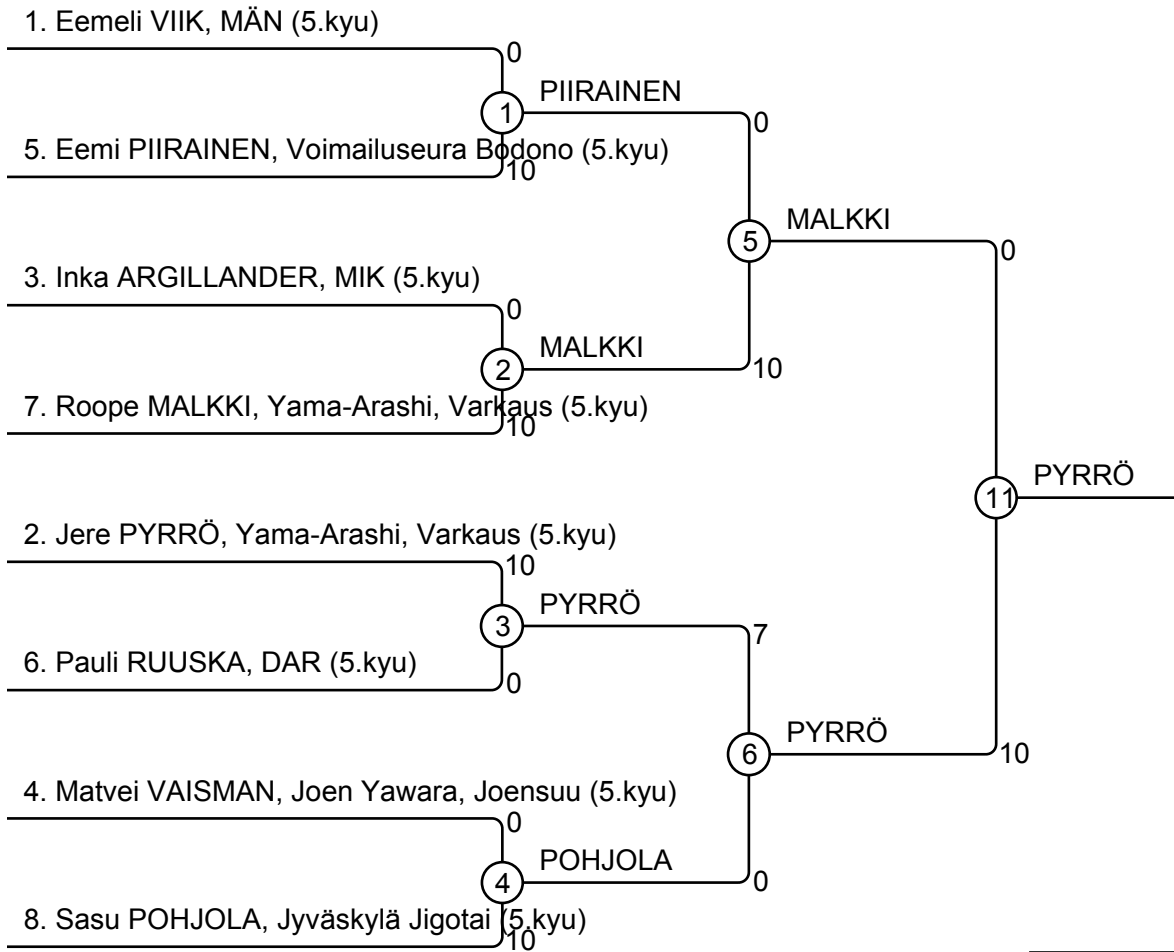 1. Eemeli VIIK, MÄN (5.kyu)
0
1
PIIRAINEN
0
5. Eemi PIIRAINEN, Voimailuseura Bodono (5.kyu)
10
5
MALKKI
0
3. Inka ARGILLANDER, MIK (5.kyu)
0
2
MALKKI
10
7. Roope MALKKI, Yama-Arashi, Varkaus (5.kyu)
10
11
PYRRÖ
2. Jere PYRRÖ, Yama-Arashi, Varkaus (5.kyu)
10
3
PYRRÖ
7
6. Pauli RUUSKA, DAR (5.kyu)
0
6
PYRRÖ
10
4. Matvei VAISMAN, Joen Yawara, Joensuu (5.kyu)
0
4
POHJOLA
0
8. Sasu POHJOLA, Jyväskylä Jigotai (5.kyu)
10